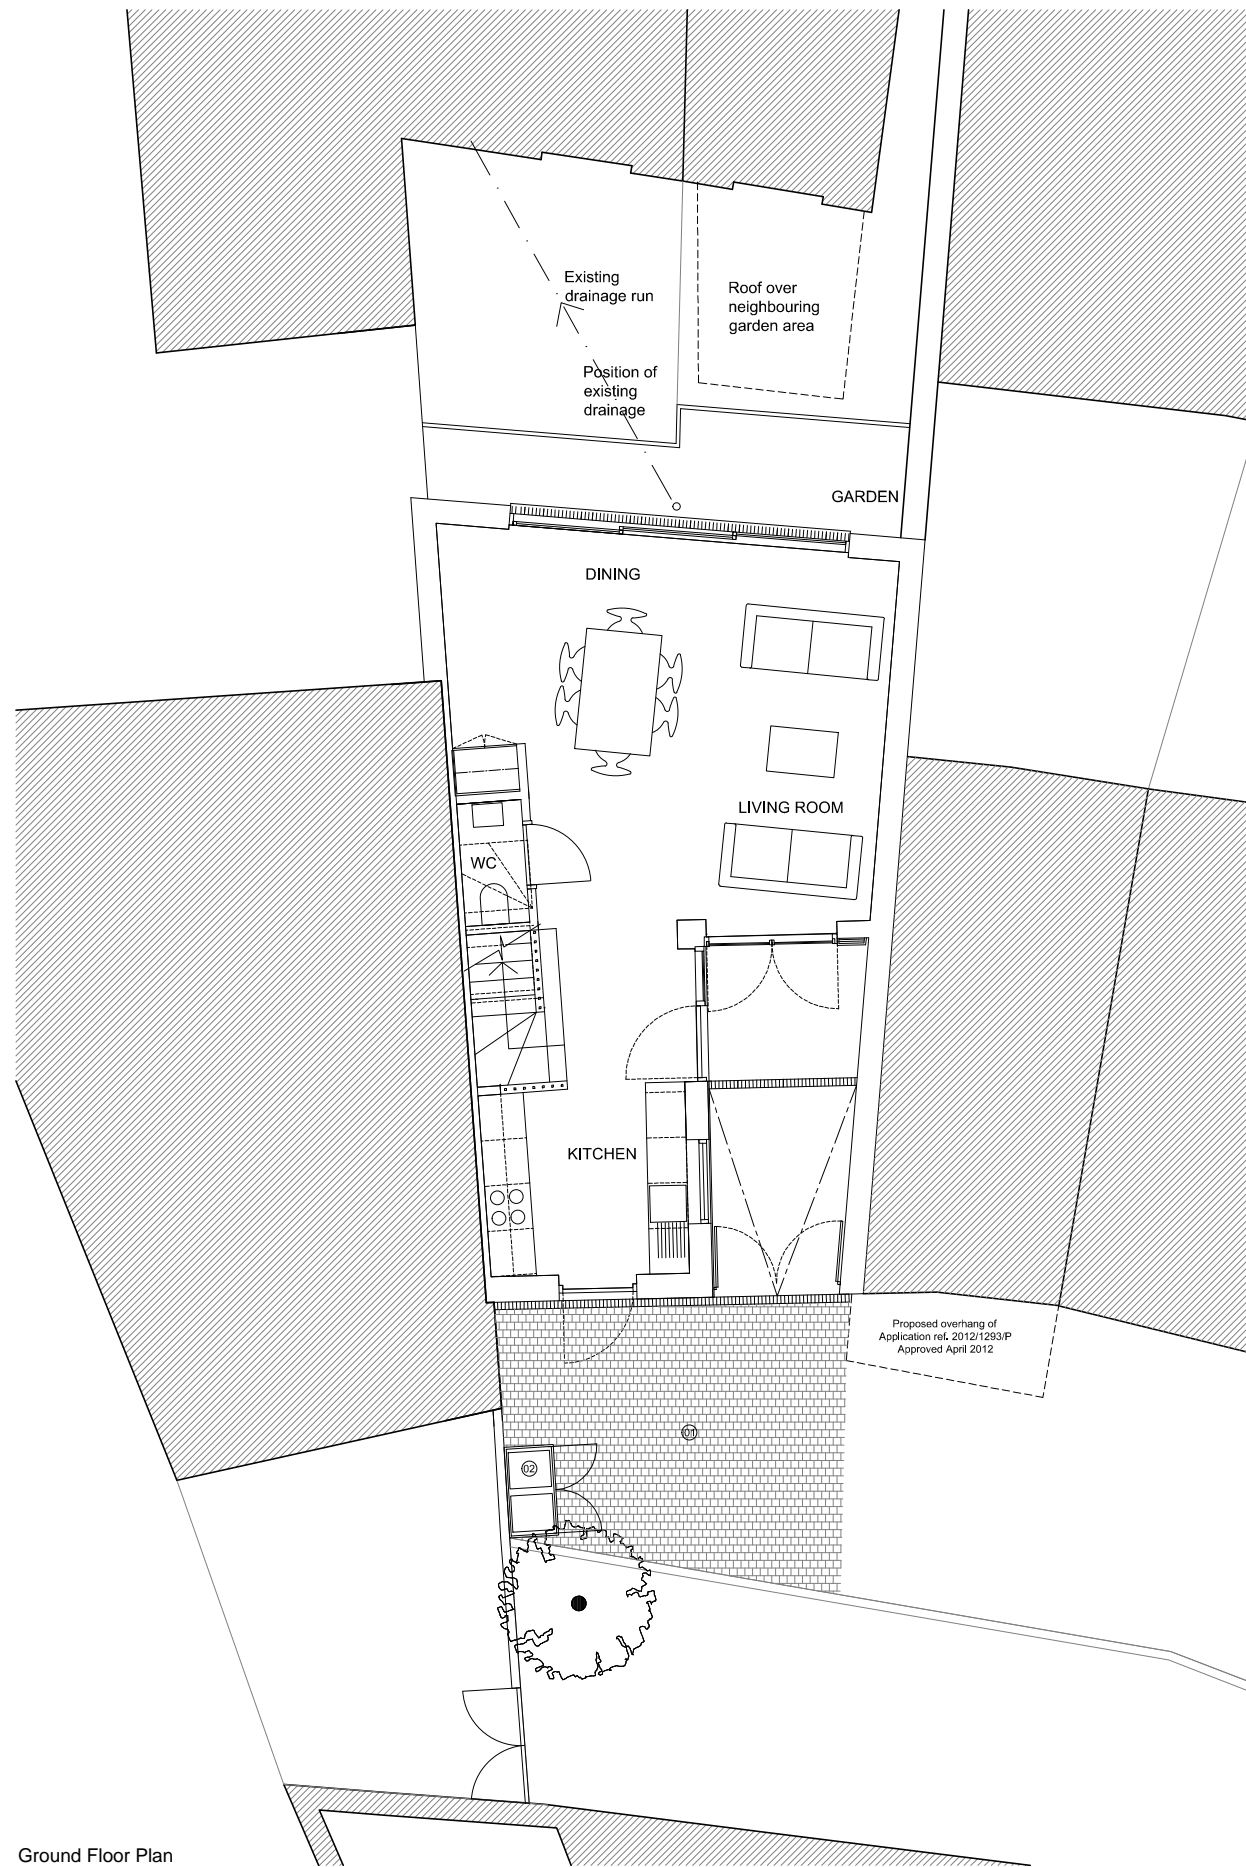 Existing
drainage run
Roof over
neighbouring
garden area
Position of
existing
drainage
GARDEN
DINING
LIVING ROOM
WC
KITCHEN
Proposed overhang of
Application ref. 2012/1293/P
Approved April 2012
01
02
Ground Floor Plan